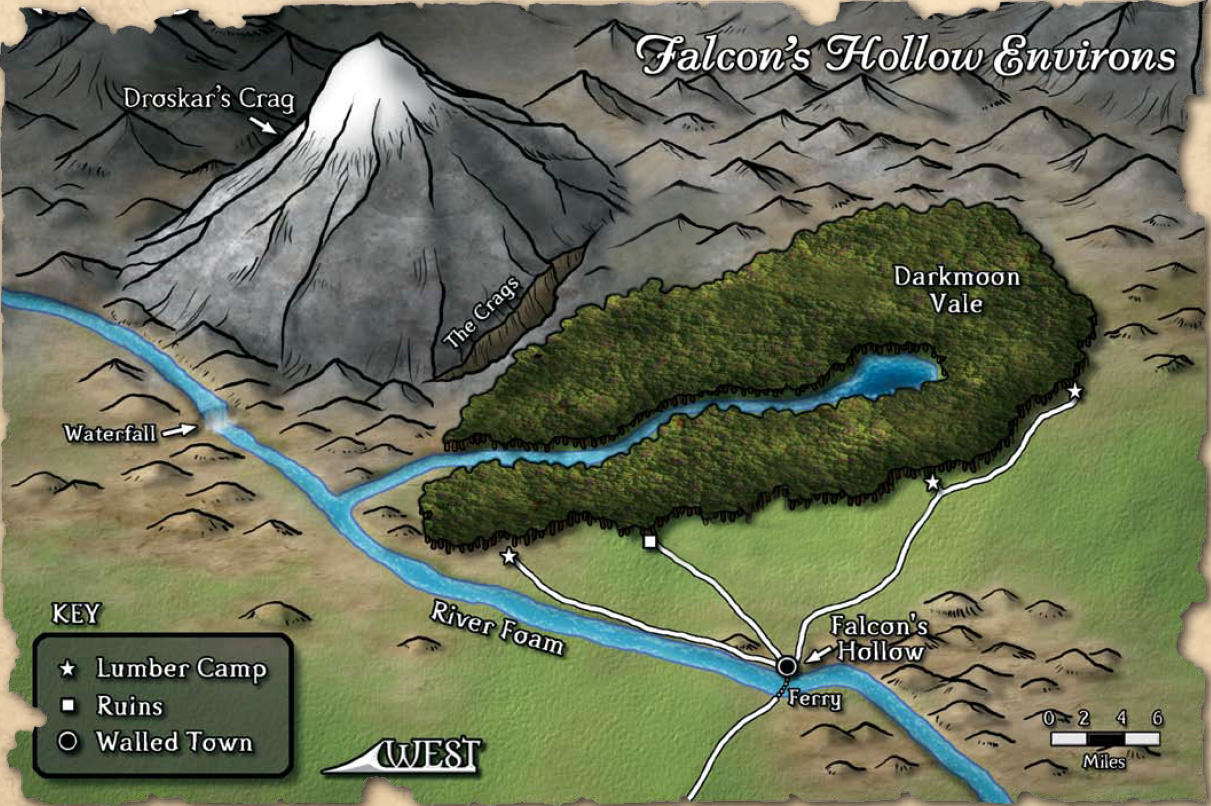 Falcon's Hollow Environs
Droskar's Crag
The Crags
Darkmoon
Vale
Waterfall
River Foam
Falcon's
Hollow
Ferry
KEY
Lumber Camp
Ruins
Walled Town
WEST
0 2 4 6
Miles